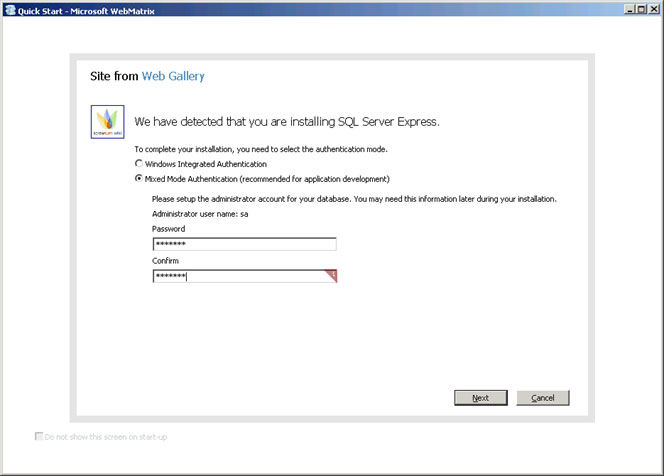 Quick Start - Microsoft WebMatrix
Site from Web Gallery
We have detected that you are installing SQL Server Express.
To complete your installation, you need to select the authentication mode.
Windows Integrated Authentication
Mixed Mode Authentication (recommended for application development)
Please setup the administrator account for your database. You may need this information later during your installation.
Administrator user name: sa
Password
*******
Confirm
*******
Next Cancel
Do not show this screen on start-up